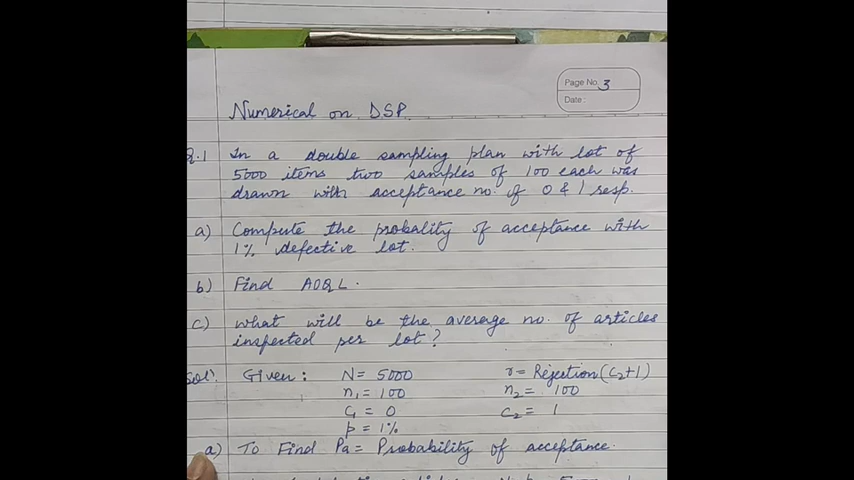 Page No. 3
Date:
Numerical on DSP.
Q.1 In a double sampling plan with lot of
5000 items two samples of 100 each was
drawn with acceptance no. of 0 & 1 resp.
a) Compute the probality of acceptance with
1% defective lot.
b) Find AOQL.
c) What will be the average no. of articles
inspected per lot?
Solⁿ. Given: N = 5000 r = Rejection (c₂+1)
n₁ = 100 n₂ = 100
c₁ = 0 c₂ = 1
p = 1%
a) To Find Pa = Probability of acceptance.